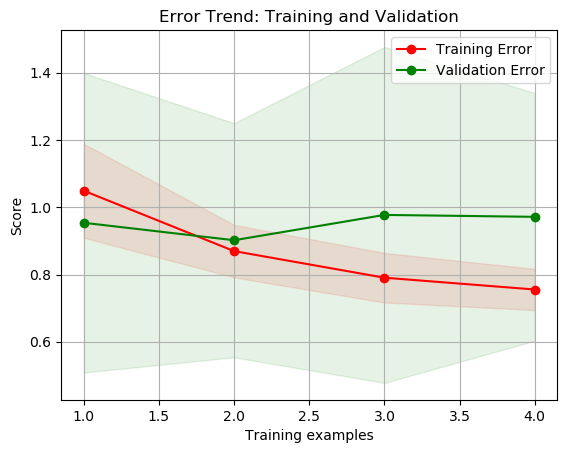 Error Trend: Training and Validation
Training Error
Validation Error
Score
1.4
1.2
1.0
0.8
0.6
1.0 1.5 2.0 2.5 3.0 3.5 4.0
Training examples